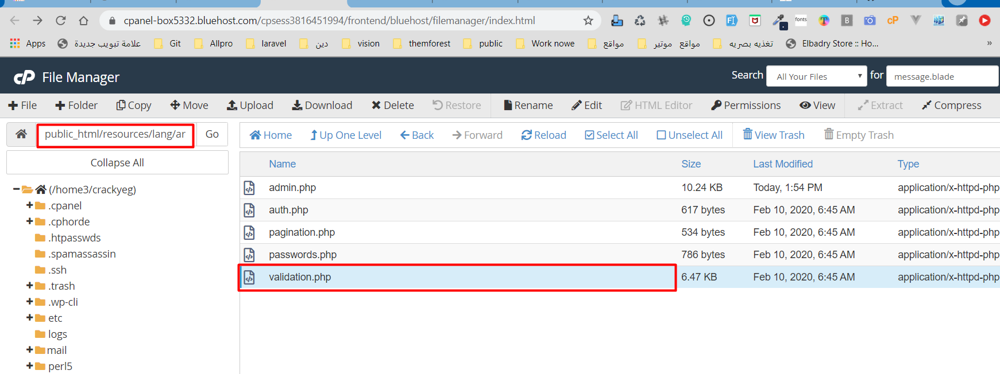 cpanel-box5332.bluehost.com/cpsess3816451994/frontend/bluehost/filemanager/index.html
fonts
Apps علامة تبويب جديدة Git Allpro laravel دين vision themforest public Work nowe مواقع مواقع موتير تغذيه بصريه Elbadry Store :: Ho... »
cP File Manager Search All Your Files for message.blade
File Folder Copy Move Upload Download Delete Restore Rename Edit HTML Editor Permissions View Extract Compress
public_html/resources/lang/ar Go Home Up One Level Back Forward Reload Select All Unselect All View Trash Empty Trash
Collapse All
Name Size Last Modified Type
admin.php 10.24 KB Today, 1:54 PM application/x-httpd-php
auth.php 617 bytes Feb 10, 2020, 6:45 AM application/x-httpd-php
pagination.php 534 bytes Feb 10, 2020, 6:45 AM application/x-httpd-php
passwords.php 786 bytes Feb 10, 2020, 6:45 AM application/x-httpd-php
validation.php 6.47 KB Feb 10, 2020, 6:45 AM application/x-httpd-php
(/home3/crackyeg)
.cpanel
.cphorde
.htpasswds
.spamassassin
.ssh
.trash
.wp-cli
etc
logs
mail
perl5